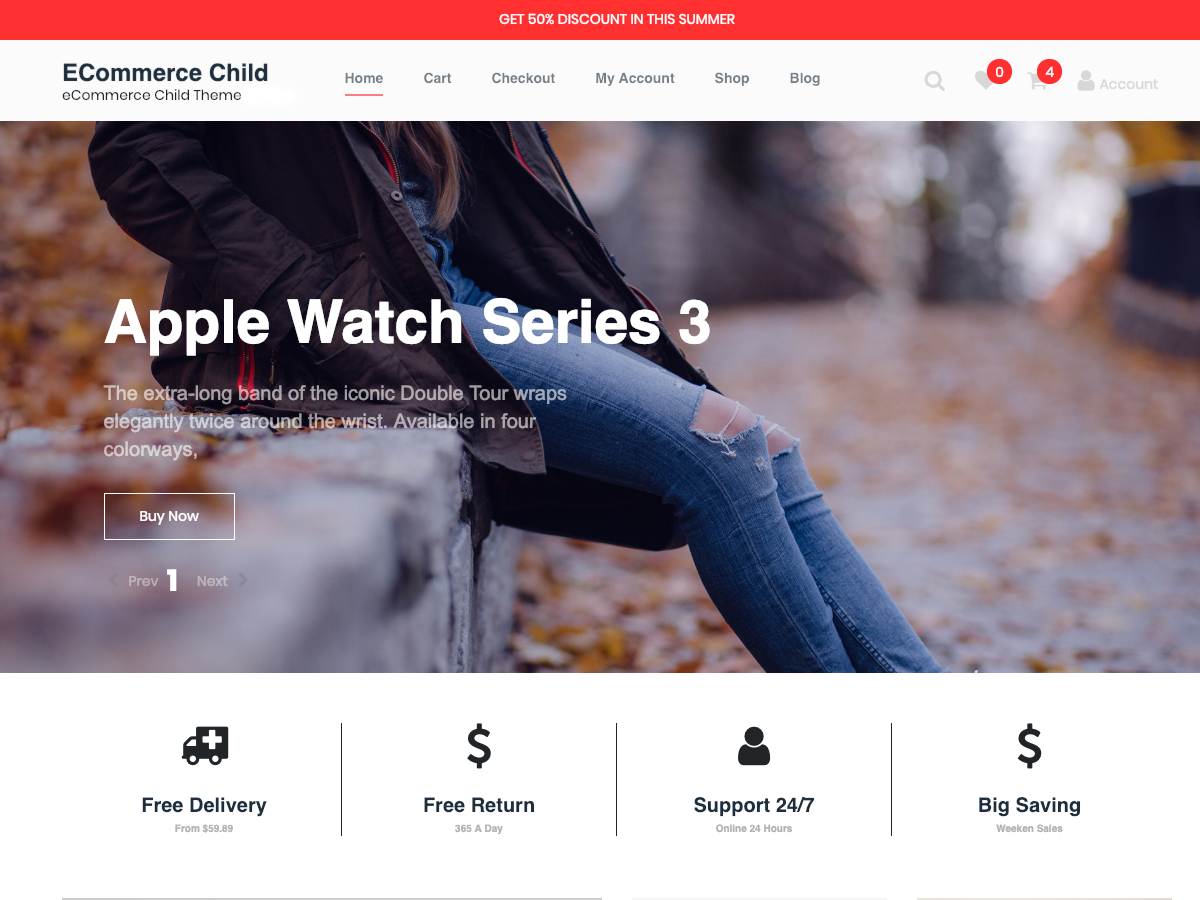 GET 50% DISCOUNT IN THIS SUMMER
ECommerce Child
eCommerce Child Theme
Home Cart Checkout My Account Shop Blog
0 4 Account
Apple Watch Series 3
The extra-long band of the iconic Double Tour wraps
elegantly twice around the wrist. Available in four
colorways,
Buy Now
Prev 1 Next
Free Delivery
From $59.89
Free Return
365 A Day
Support 24/7
Online 24 Hours
Big Saving
Weeken Sales